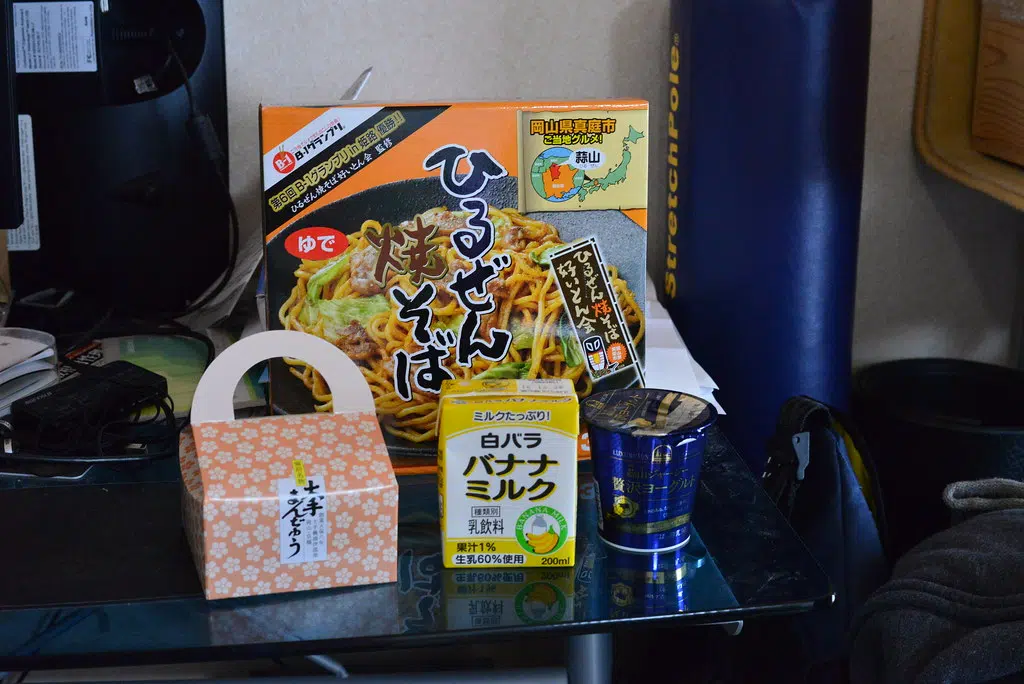 B-1グランプリ
第6回 B-1グランプリ in 姫路 優勝!!
ひるぜん焼そば好いとん会 監修
岡山県真庭市
ご当地グルメ!
蒜山
ゆで
ひるぜん
焼そば
ひるぜん焼そば
好いとん会
StretchPole
ミルクたっぷり!
白バラ
バナナ
ミルク
種類別
乳飲料
BANANA MILK
果汁1%
生乳60%使用
200ml
贅沢ヨーグルト
大手
まんぢゅう